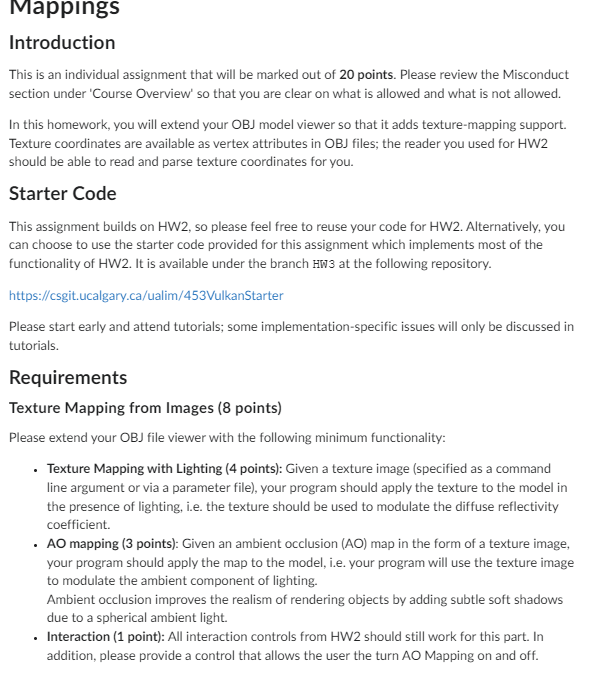 Mappings
Introduction
This is an individual assignment that will be marked out of 20 points. Please review the Misconduct
section under 'Course Overview' so that you are clear on what is allowed and what is not allowed.
In this homework, you will extend your OBJ model viewer so that it adds texture-mapping support.
Texture coordinates are available as vertex attributes in OBJ files; the reader you used for HW2
should be able to read and parse texture coordinates for you.
Starter Code
This assignment builds on HW2, so please feel free to reuse your code for HW2. Alternatively, you
can choose to use the starter code provided for this assignment which implements most of the
functionality of HW2. It is available under the branch HW3 at the following repository.
https://csgit.ucalgary.ca/ualim/453VulkanStarter
Please start early and attend tutorials; some implementation-specific issues will only be discussed in
tutorials.
Requirements
Texture Mapping from Images (8 points)
Please extend your OBJ file viewer with the following minimum functionality:
• Texture Mapping with Lighting (4 points): Given a texture image (specified as a command
line argument or via a parameter file), your program should apply the texture to the model in
the presence of lighting, i.e. the texture should be used to modulate the diffuse reflectivity
coefficient.
• AO mapping (3 points): Given an ambient occlusion (AO) map in the form of a texture image,
your program should apply the map to the model, i.e. your program will use the texture image
to modulate the ambient component of lighting.
Ambient occlusion improves the realism of rendering objects by adding subtle soft shadows
due to a spherical ambient light.
• Interaction (1 point): All interaction controls from HW2 should still work for this part. In
addition, please provide a control that allows the user the turn AO Mapping on and off.